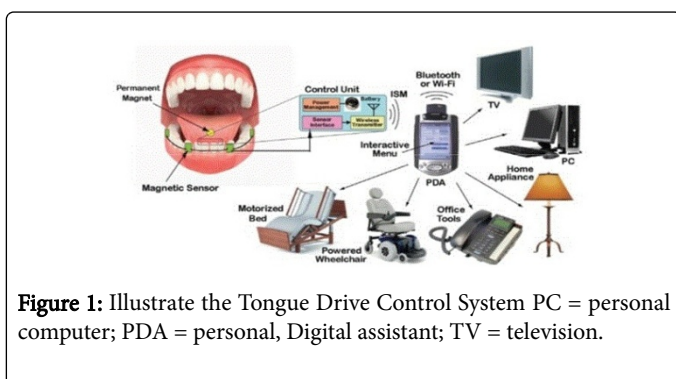 Permanent
Magnet
Magnetic Sensor
Control Unit
Power
Management
Battery
Sensor
Interface
Wireless
Transmitter
ISM
Bluetooth
or Wi-Fi
Interactive
Menu
PDA
TV
PC
Home
Appliance
Office
Tools
Motorized
Bed
Powered
Wheelchair
Figure 1: Illustrate the Tongue Drive Control System PC = personal
computer; PDA = personal, Digital assistant; TV = television.